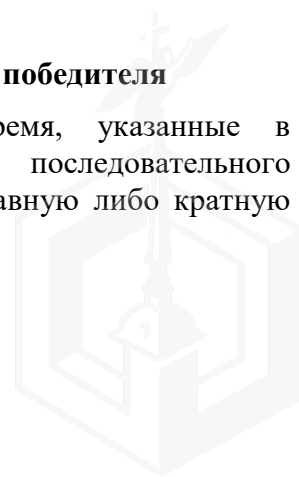 победителя
ремя, указанные в
последовательного
авную либо кратную